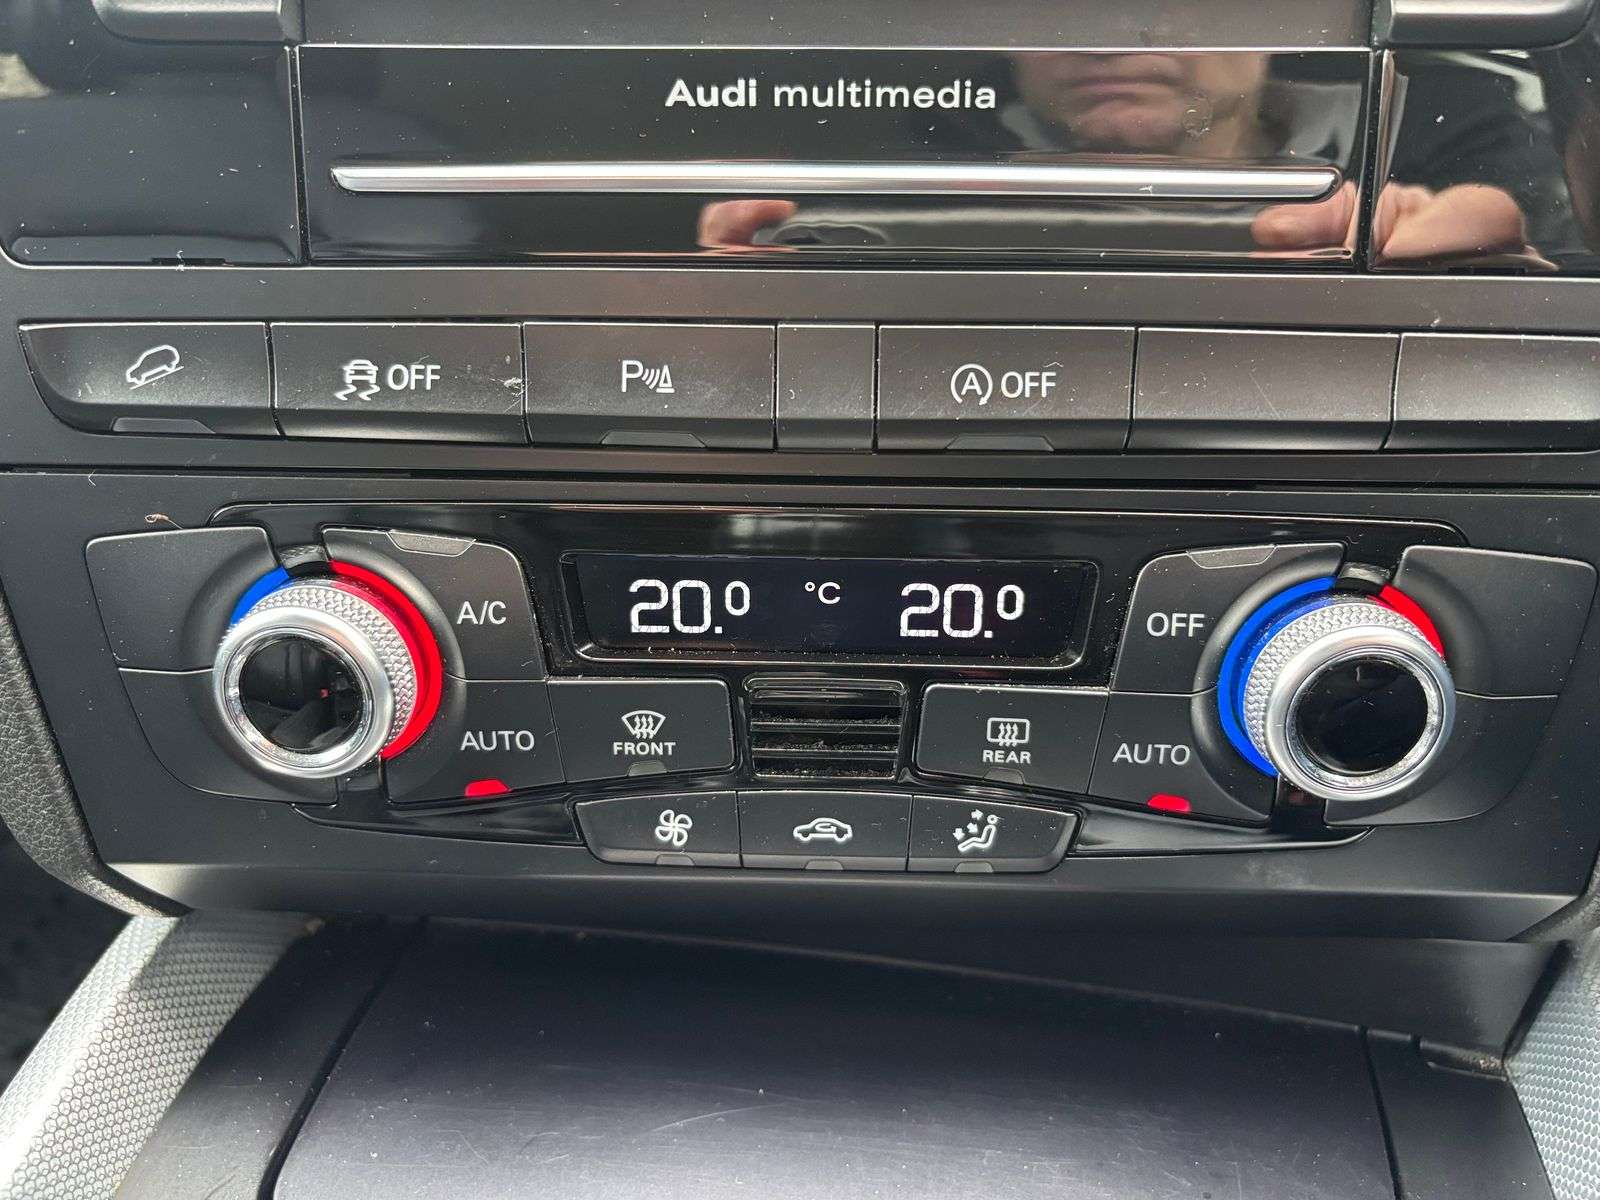 Audi multimedia
OFF P A OFF
A/C 20.0 °C 20.0 OFF
AUTO FRONT REAR AUTO